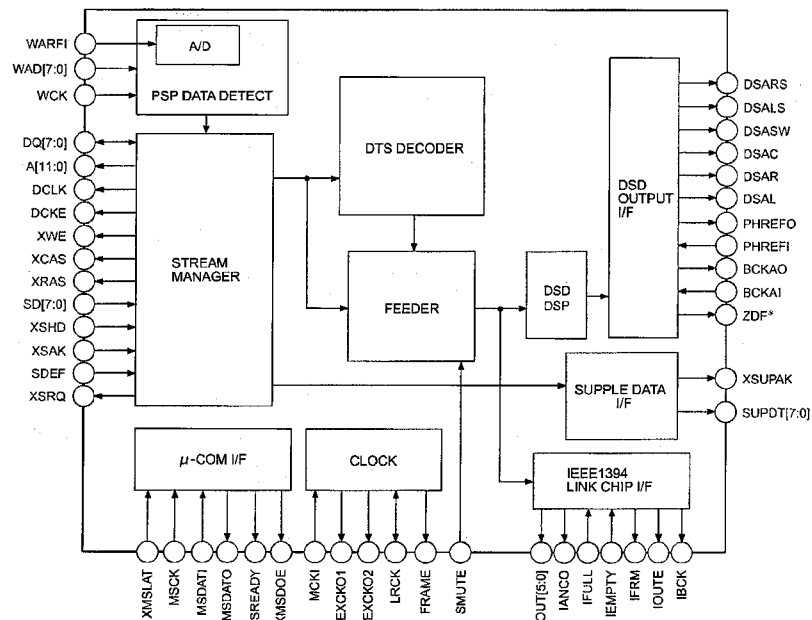 WARFI
WAD[7:0]
WCK
A/D
PSP DATA DETECT
DQ[7:0]
A[11:0]
DCLK
DCKE
XWE
XCAS
XRAS
SD[7:0]
XSHD
XSAK
SDEF
XSRQ
STREAM
MANAGER
DTS DECODER
FEEDER
DSD
DSP
DSD
OUTPUT
I/F
DSARS
DSALS
DSASW
DSAC
DSAR
DSAL
PHREFO
PHREFI
BCKAO
BCKAI
ZDF*
SUPPLE DATA
I/F
XSUPAK
SUPDT[7:0]
μ-COM I/F
CLOCK
IEEE1394
LINK CHIP I/F
XMSLAT
MSCK
MSDATI
MSDATO
SREADY
XMSDOE
MCKI
EXCKO1
EXCKO2
LRCK
FRAME
SMUTE
OUT[5:0]
IANCO
IFULL
IEMPTY
IFRM
IOUTE
IBCK